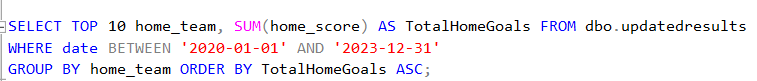 SELECT TOP 10 home_team, SUM(home_score) AS TotalHomeGoals FROM dbo.updatedresults
WHERE date BETWEEN '2020-01-01' AND '2023-12-31'
GROUP BY home_team ORDER BY TotalHomeGoals ASC;